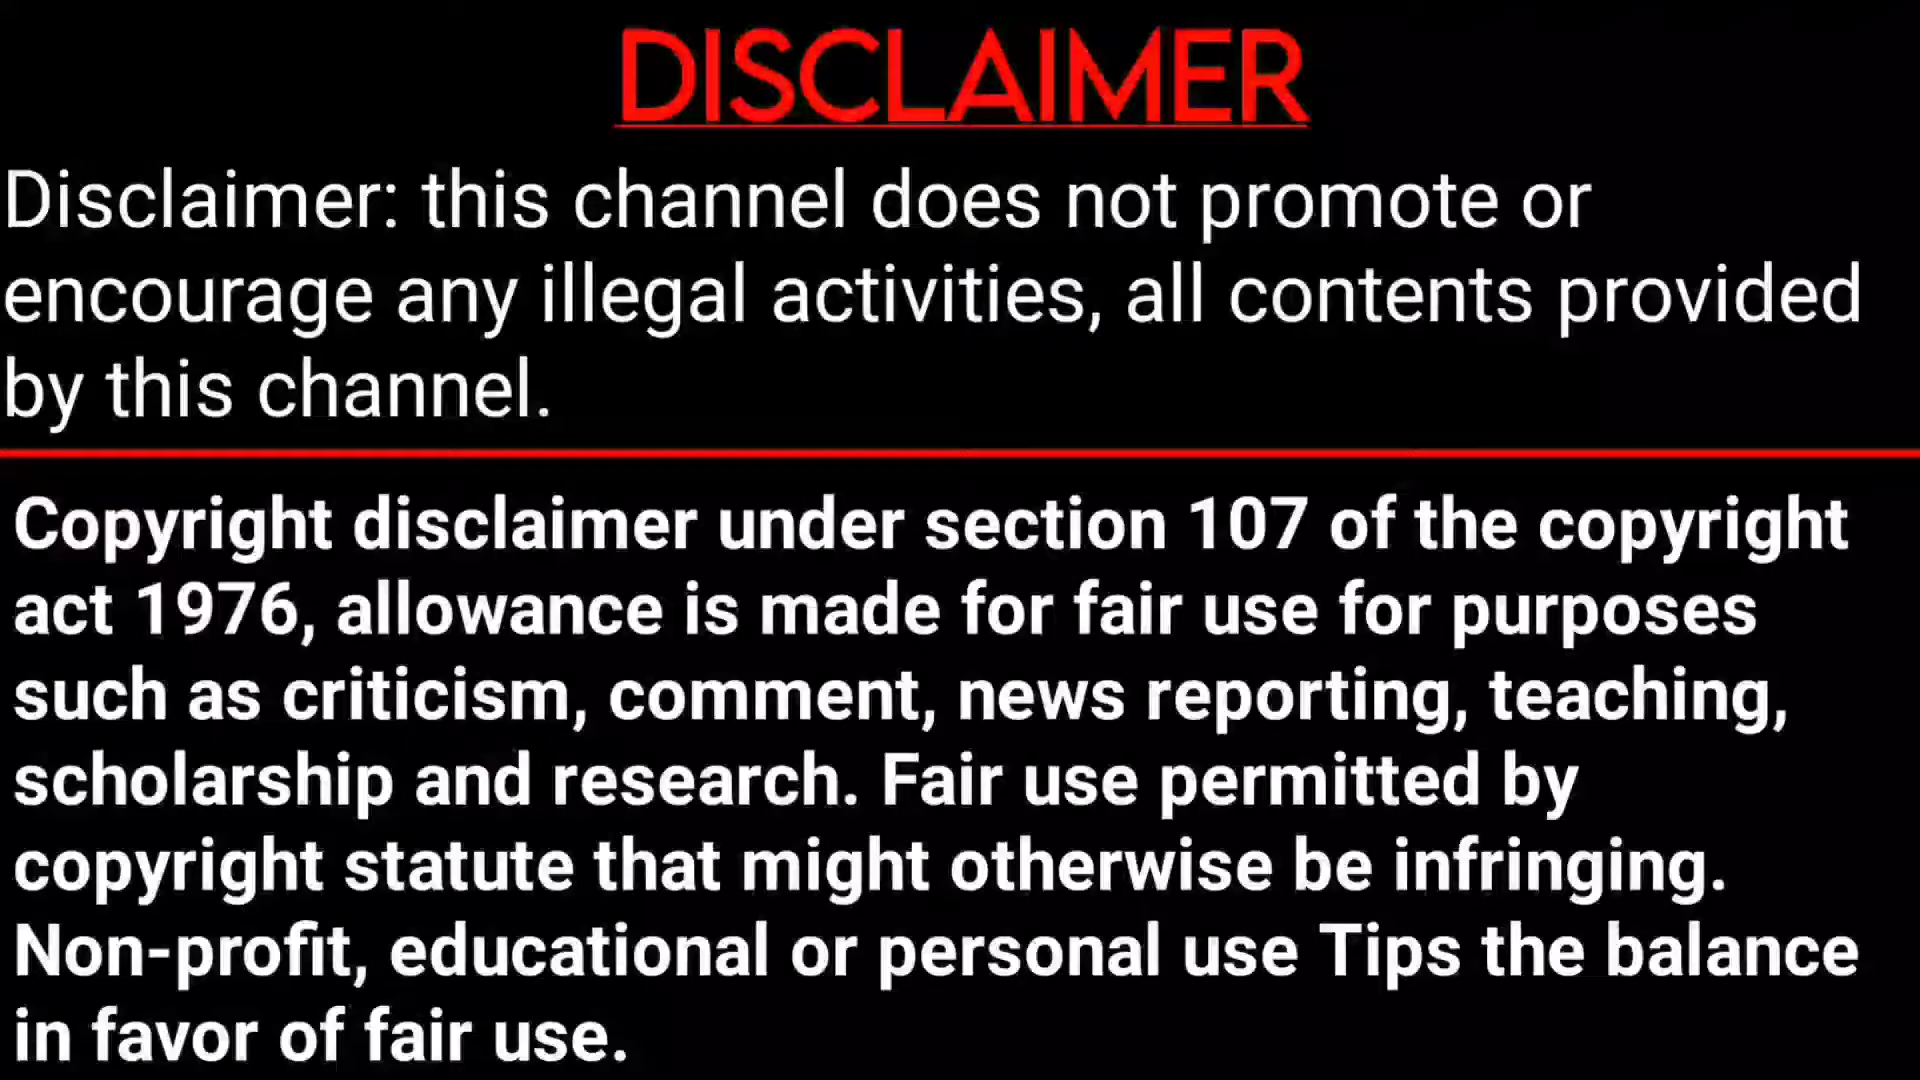 DISCLAIMER
Disclaimer: this channel does not promote or
encourage any illegal activities, all contents provided
by this channel.
Copyright disclaimer under section 107 of the copyright
act 1976, allowance is made for fair use for purposes
such as criticism, comment, news reporting, teaching,
scholarship and research. Fair use permitted by
copyright statute that might otherwise be infringing.
Non-profit, educational or personal use Tips the balance
in favor of fair use.